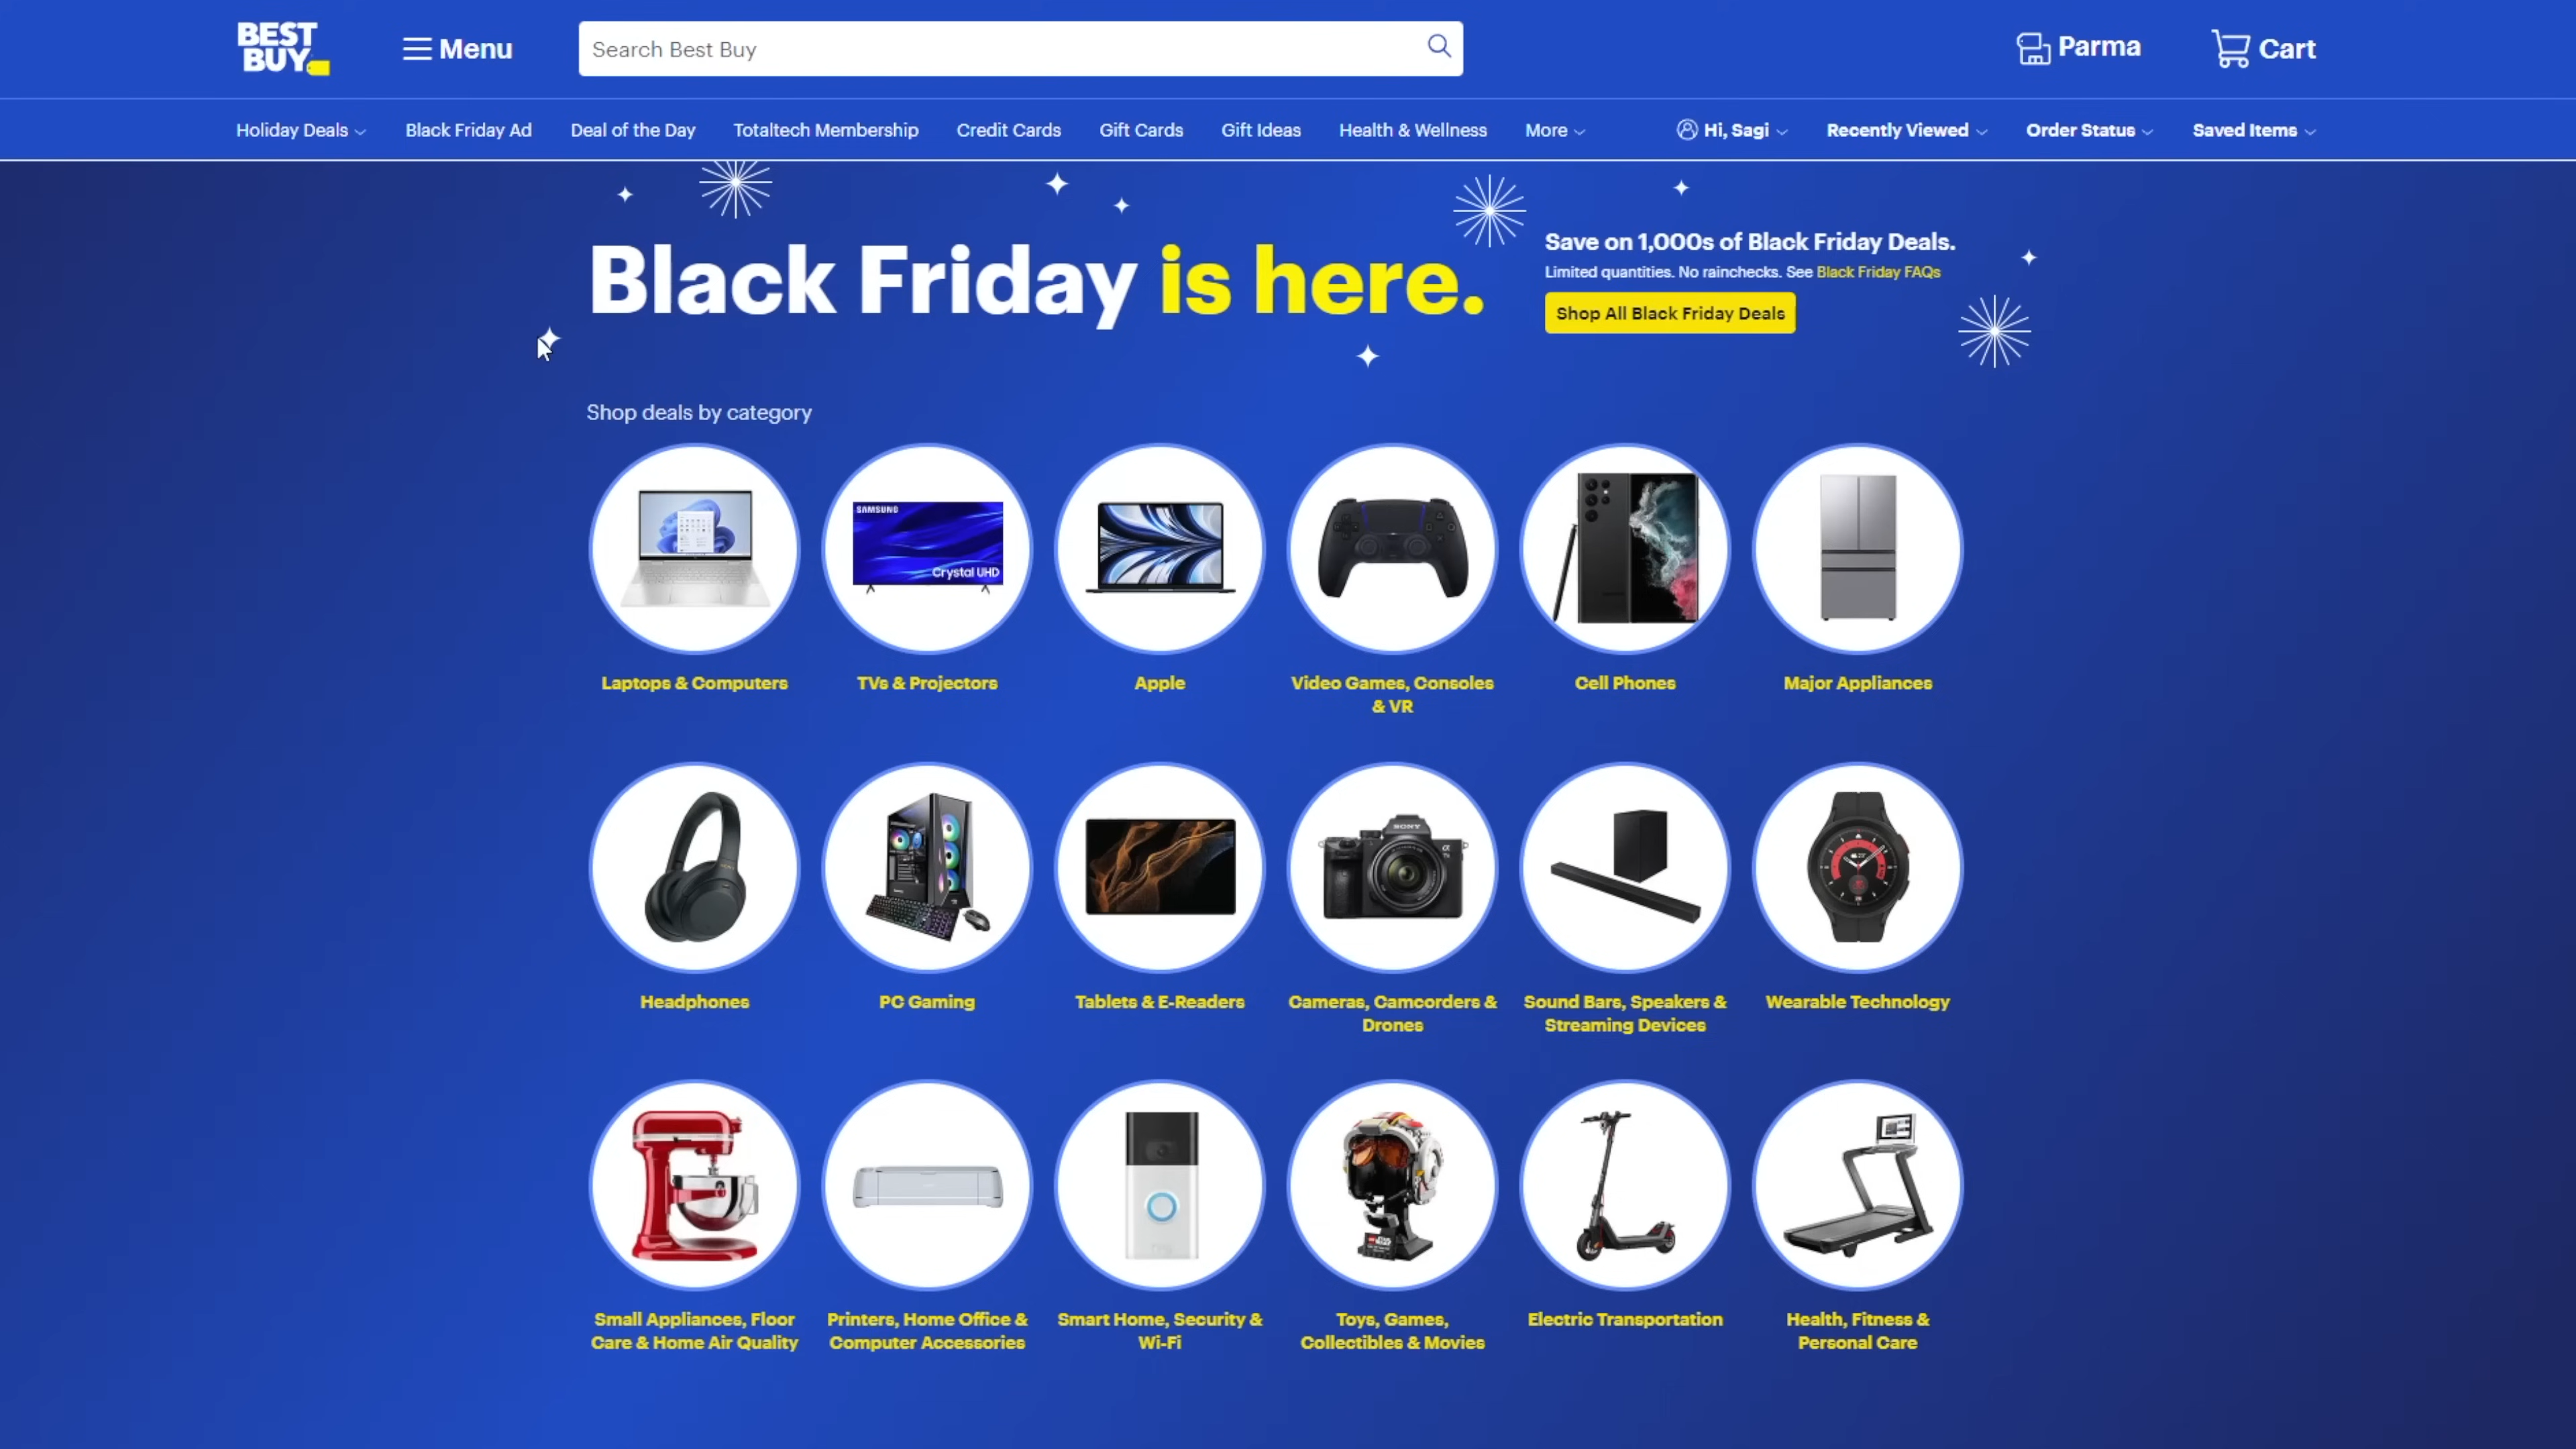 BEST
BUY
Menu
Search Best Buy
Parma
Cart
Holiday Deals
Black Friday Ad
Deal of the Day
Totaltech Membership
Credit Cards
Gift Cards
Gift Ideas
Health & Wellness
More
Hi, Sagi
Recently Viewed
Order Status
Saved Items
Black Friday is here.
Save on 1,000s of Black Friday Deals.
Limited quantities. No rainchecks. See Black Friday FAQs
Shop All Black Friday Deals
Shop deals by category
SAMSUNG
Crystal UHD
Laptops & Computers
TVs & Projectors
Apple
Video Games, Consoles
& VR
Cell Phones
Major Appliances
SONY
Headphones
PC Gaming
Tablets & E-Readers
Cameras, Camcorders &
Drones
Sound Bars, Speakers &
Streaming Devices
Wearable Technology
Small Appliances, Floor
Care & Home Air Quality
Printers, Home Office &
Computer Accessories
Smart Home, Security &
Wi-Fi
Toys, Games,
Collectibles & Movies
Electric Transportation
Health, Fitness &
Personal Care